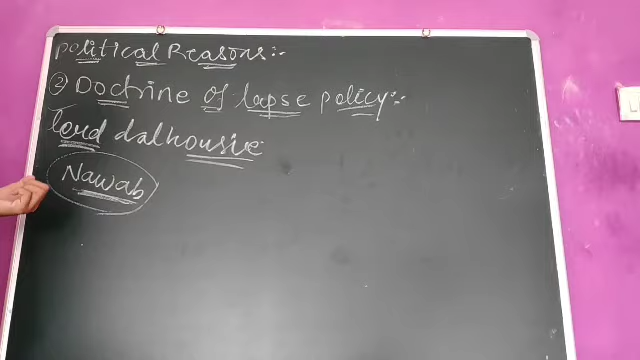 political Reasons:-
② Doctrine of lapse policy:-
Lord dalhousie
Nawab